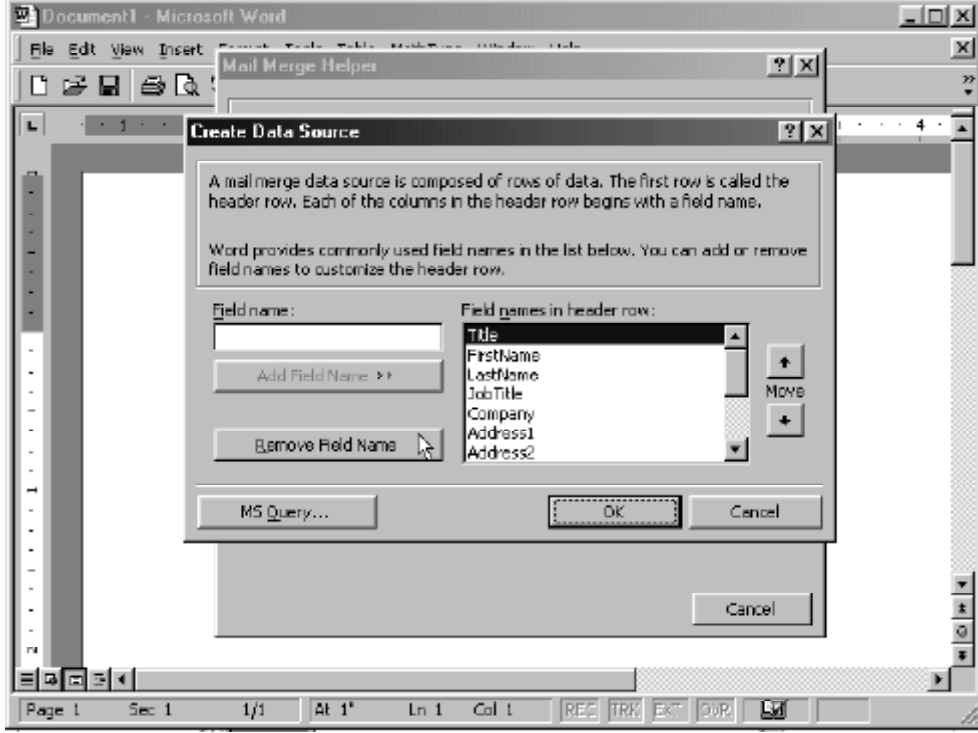 Document1 - Microsoft Word
File Edit View Insert
Mail Merge Helper
1
4
Create Data Source
A mail merge data source is composed of rows of data. The first row is called the
header row. Each of the columns in the header row begins with a field name.
Word provides commonly used field names in the list below. You can add or remove
field names to customize the header row.
Field name:
Field names in header row:
Title
FirstName
LastName
JobTitle
Company
Address1
Address2
Add Field Name
Move
Remove Field Name
MS Query...
OK
Cancel
Cancel
Page 1 Sec 1 1/1 At 1" Ln 1 Col 1 REC TRK EXT OVR